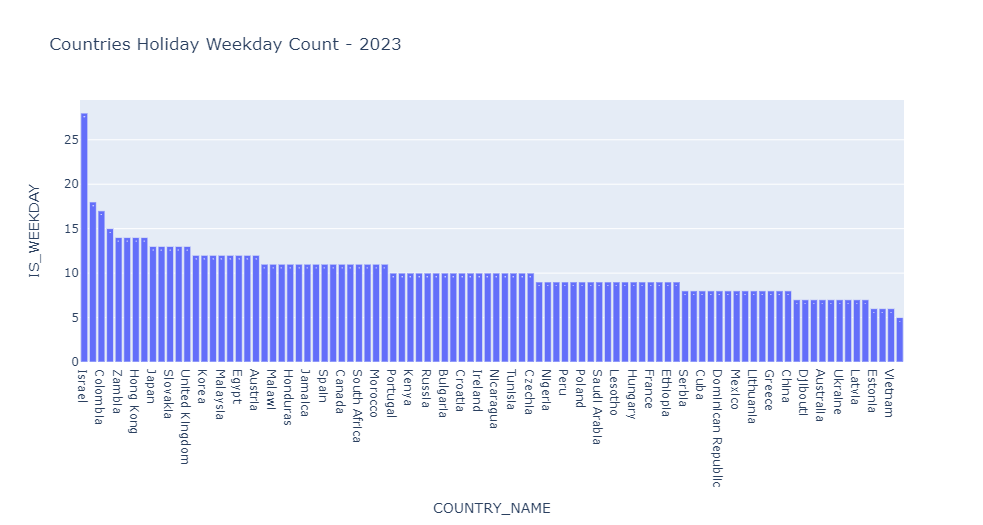 Countries Holiday Weekday Count - 2023
IS_WEEKDAY
25
20
15
10
5
0
Israel
Colombia
Zambia
Hong Kong
Japan
Slovakia
United Kingdom
Korea
Malaysia
Egypt
Austria
Malawi
Honduras
Jamaica
Spain
Canada
South Africa
Morocco
Portugal
Kenya
Russia
Bulgaria
Croatia
Ireland
Nicaragua
Tunisia
Czechia
Nigeria
Peru
Poland
Saudi Arabia
Lesotho
Hungary
France
Ethiopia
Serbia
Cuba
Dominican Republic
Mexico
Lithuania
Greece
China
Djibouti
Australia
Ukraine
Latvia
Estonia
Vietnam
COUNTRY_NAME